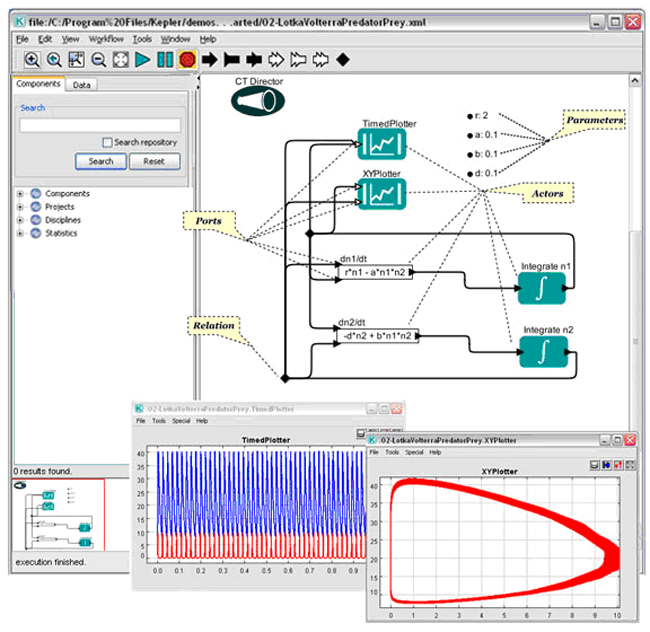 file:/C:/Program%20Files/Kepler/demos. . .arted/02-LotkaVolterraPredatorPrey.xml
File Edit View Workflow Tools Window Help
Components Data
Search
Search repository
Search Reset
Components
Projects
Disciplines
Statistics
0 results found.
execution finished.
CT Director
TimedPlotter
XYPlotter
r: 2
a: 0.1
b: 0.1
d: 0.1
Parameters
Actors
Ports
Relation
dn1/dt
r*n1 - a*n1*n2
Integrate n1
dn2/dt
-d*n2 + b*n1*n2
Integrate n2
02-LotkaVolterraPredatorPrey.TimedPlotter
File Tools Special Help
TimedPlotter
40
35
30
25
20
15
10
5
0
0.0 0.1 0.2 0.3 0.4 0.5 0.6 0.7 0.8 0.9
.02-LotkaVolterraPredatorPrey.XYPlotter
File Tools Special Help
XYPlotter
40
35
30
25
20
15
10
0 1 2 3 4 5 6 7 8 9 10